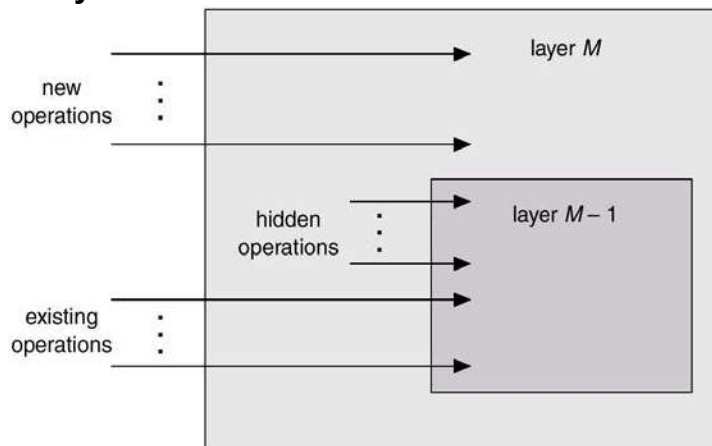 layer M
new
operations
layer M – 1
hidden
operations
existing
operations